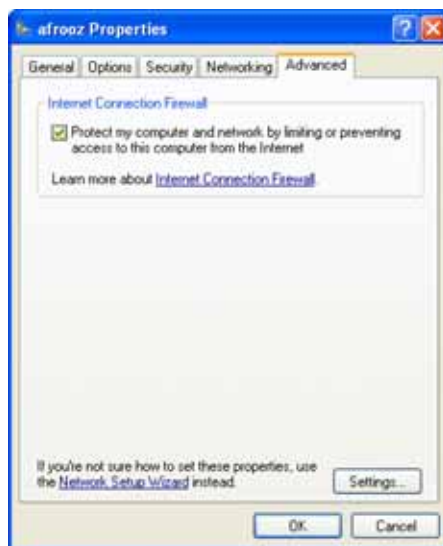 afrooz Properties
General Options Security Networking Advanced
Internet Connection Firewall
Protect my computer and network by limiting or preventing
access to this computer from the Internet
Learn more about Internet Connection Firewall.
If you're not sure how to set these properties, use
the Network Setup Wizard instead.
Settings...
OK Cancel